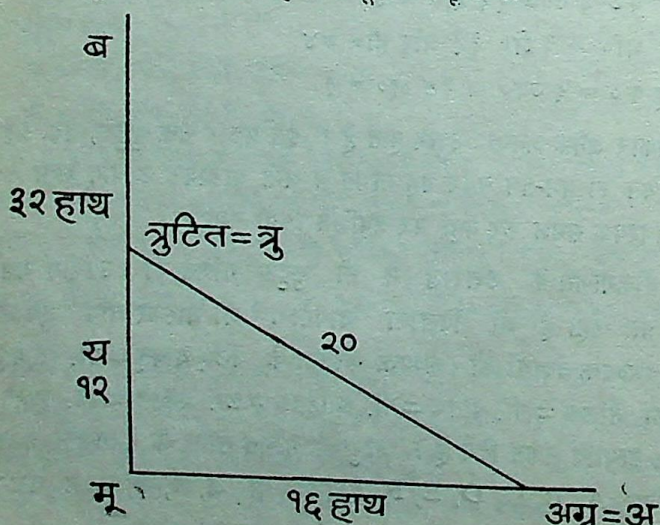 ब
३२ हाथ
त्रुटित=त्रु
२०
य
१२
मू
१६ हाथ
अग्र=अ